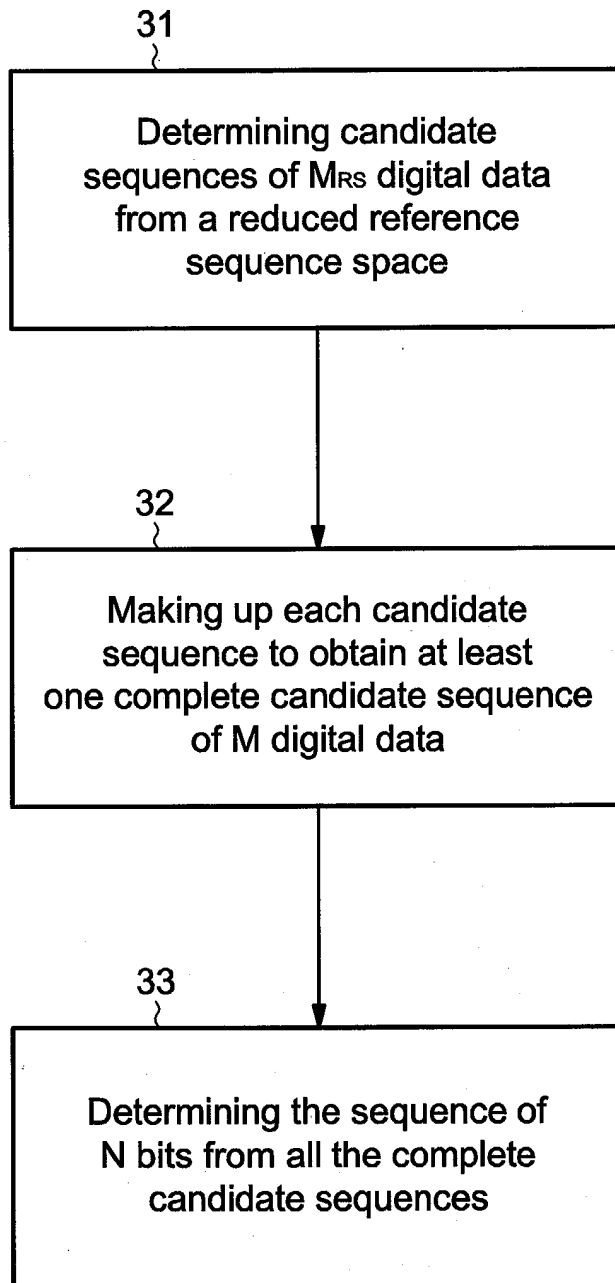 31
Determining candidate
sequences of MRS digital data
from a reduced reference
sequence space
32
Making up each candidate
sequence to obtain at least
one complete candidate sequence
of M digital data
33
Determining the sequence of
N bits from all the complete
candidate sequences